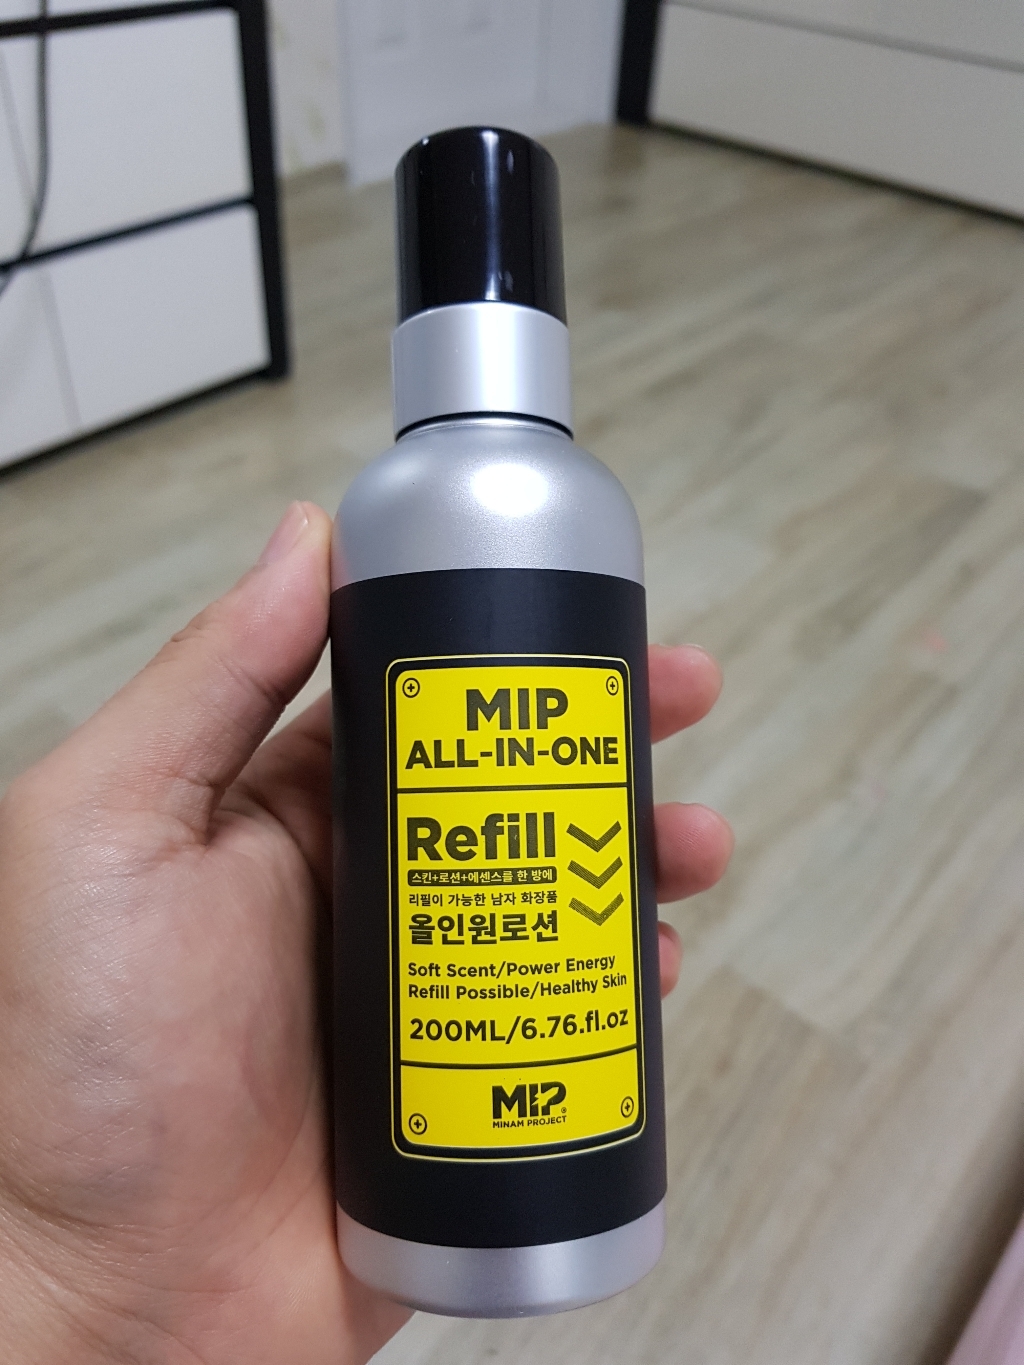 MIP
ALL-IN-ONE
Refill
스킨+로션+에센스를 한 방에
리필이 가능한 남자 화장품
올인원로션
Soft Scent/Power Energy
Refill Possible/Healthy Skin
200ML/6.76.fl.oz
MIP®
MINAM PROJECT